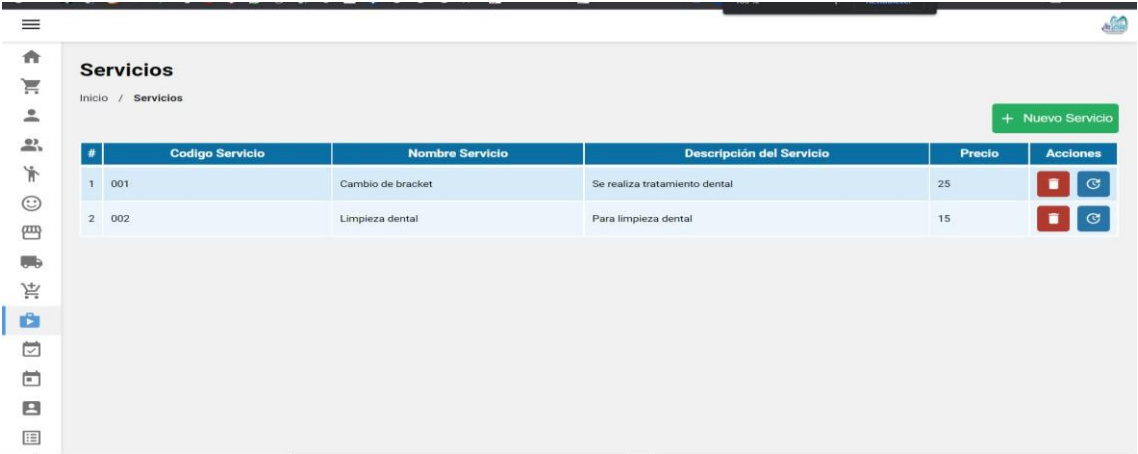 Servicios
Inicio / Servicios
+ Nuevo Servicio
# Codigo Servicio Nombre Servicio Descripción del Servicio Precio Acciones
1 001 Cambio de bracket Se realiza tratamiento dental 25
2 002 Limpieza dental Para limpieza dental 15